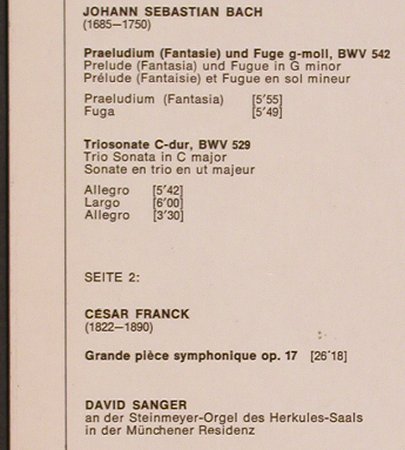 JOHANN SEBASTIAN BACH
(1685—1750)
Praeludium (Fantasie) und Fuge g-moll, BWV 542
Prelude (Fantasia) und Fugue in G minor
Prélude (Fantaisie) et Fugue en sol mineur
Praeludium (Fantasia) [5'55]
Fuga [5'49]
Triosonate C-dur, BWV 529
Trio Sonata in C major
Sonate en trio en ut majeur
Allegro [5'42]
Largo [6'00]
Allegro [3'30]
SEITE 2:
CÉSAR FRANCK
(1822—1890)
Grande pièce symphonique op. 17 [26'18]
DAVID SANGER
an der Steinmeyer-Orgel des Herkules-Saals
in der Münchener Residenz